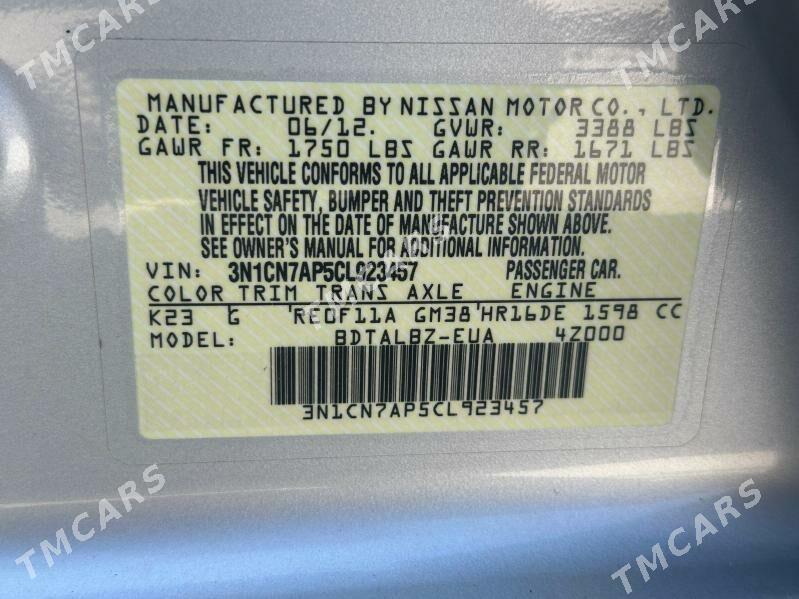 TMCARS
TMCARS
MANUFACTURED BY NISSAN MOTOR CO., LTD.
DATE: 06/12. GVWR: 3388 LBS
GAWR FR: 1750 LBS GAWR RR: 1671 LBS
THIS VEHICLE CONFORMS TO ALL APPLICABLE FEDERAL MOTOR
VEHICLE SAFETY, BUMPER AND THEFT PREVENTION STANDARDS
IN EFFECT ON THE DATE OF MANUFACTURE SHOWN ABOVE.
SEE OWNER'S MANUAL FOR ADDITIONAL INFORMATION.
VIN: 3N1CN7AP5CL923457 PASSENGER CAR.
COLOR TRIM TRANS AXLE ENGINE
K23 G RE0F11A GM38 HR16DE 1598 CC
MODEL: BDTALBZ-EUA 4Z000
3N1CN7AP5CL923457
TMCARS
TMCARS
TMCARS